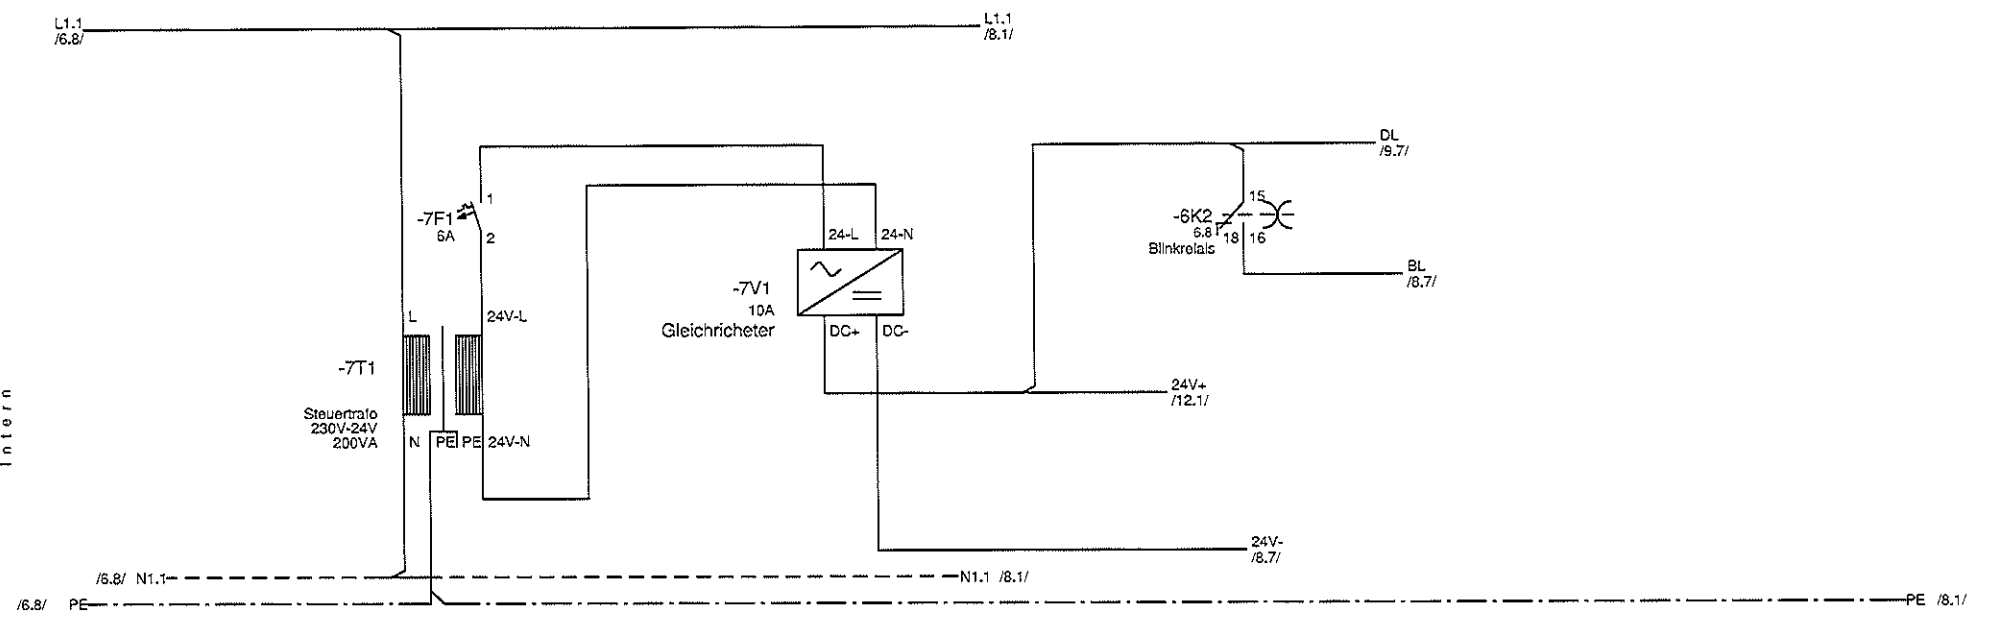 L1.1
/6.8/
L1.1
/8.1/
DL
/9.7/
1
-7F1
6A
2
15
-6K2
6.8
18 16
Blinkrelais
24-L 24-N
BL
/8.7/
-7V1
10A
Gleichricheter
DC+ DC-
L
24V-L
-7T1
Steuertrafo
230V-24V
200VA
N PE PE 24V-N
24V+
/12.1/
Intern
24V-
/8.7/
/6.8/ N1.1
N1.1 /8.1/
/6.8/ PE
PE /8.1/